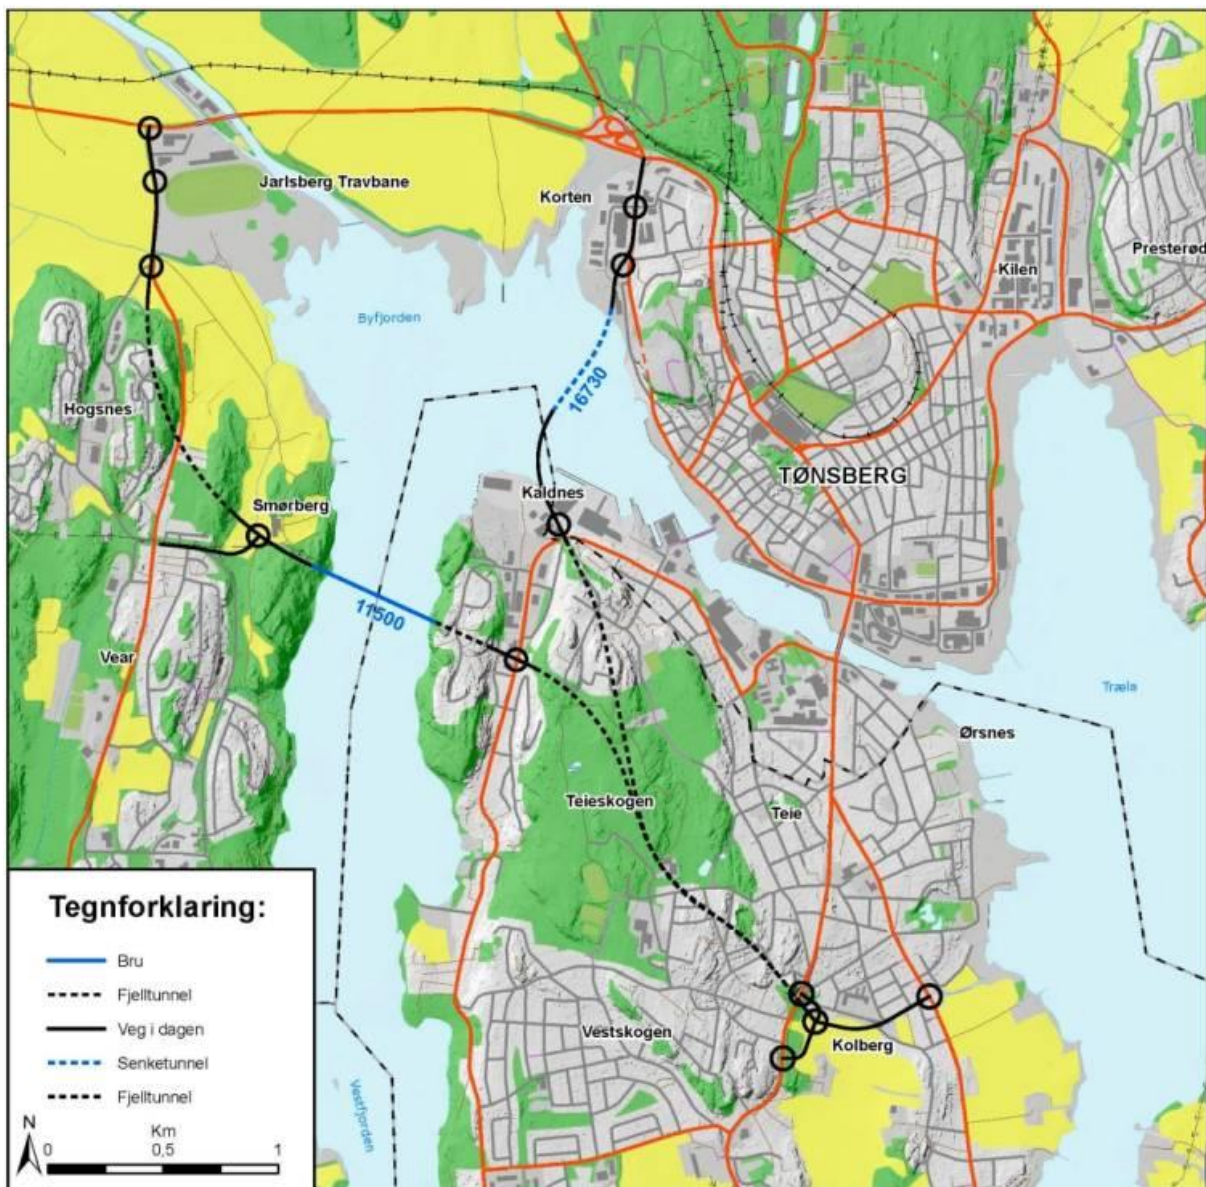 Jarlsberg Travbane
Korten
Presterød
Kilen
Byfjorden
16730
Hogsnes
TØNSBERG
Kaldnes
Smørberg
11500
Vear
Træla
Ørsnes
Teieskogen
Teie
Tegnforklaring:
Bru
Fjelltunnel
Veg i dagen
Senketunnel
Fjelltunnel
Vestskogen
Kolberg
Vestfjorden
N
Km
0 0,5 1